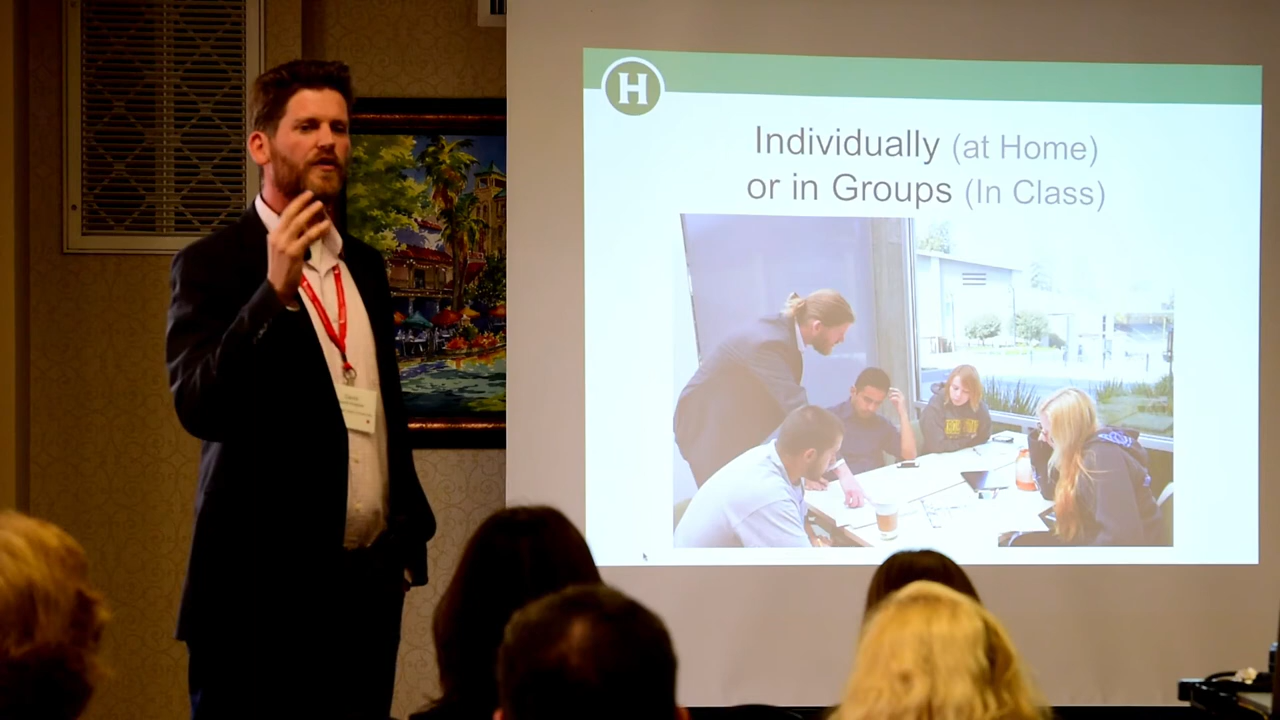 H
Individually (at Home)
or in Groups (In Class)